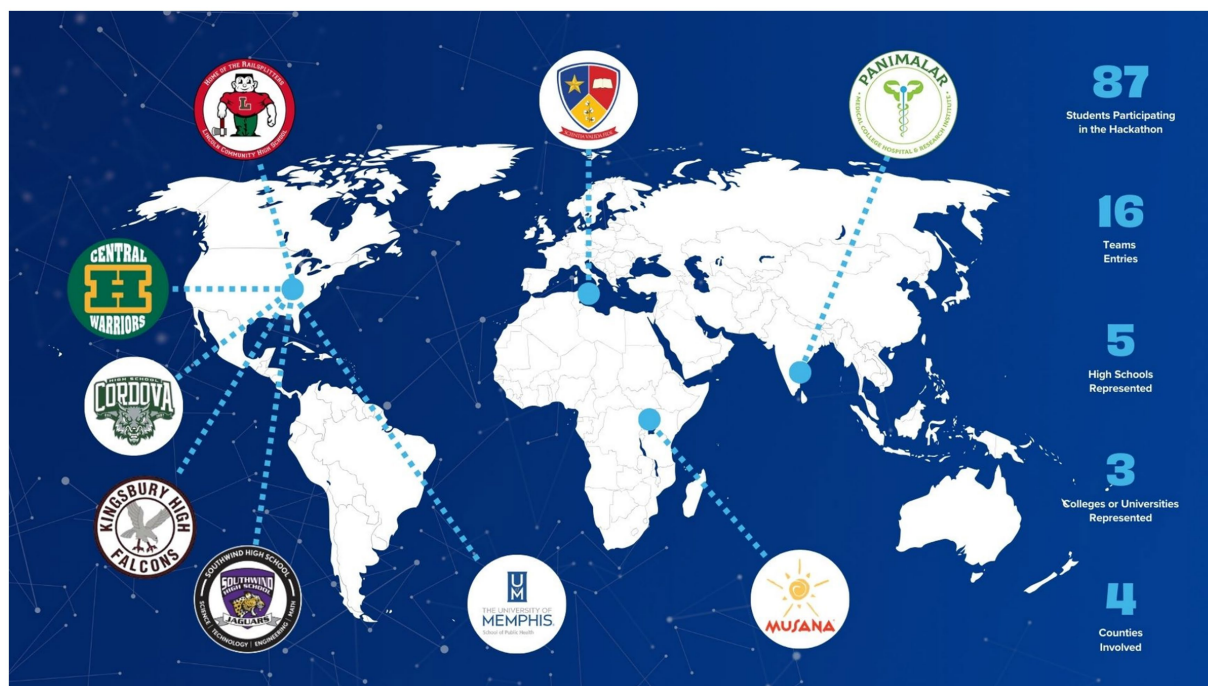 HOME OF THE RAILSPLITTERS
L
LINCOLN COMMUNITY HIGH SCHOOL
PANIMALAR
MEDICAL COLLEGE HOSPITAL & RESEARCH INSTITUTE
87
Students Participating
in the Hackathon
16
Teams
Entries
5
High Schools
Represented
3
Colleges or Universities
Represented
4
Counties
Involved
CENTRAL
H
WARRIORS
HIGH SCHOOL
CORDOVA
KINGSBURY HIGH
FALCONS
SOUTHWIND HIGH SCHOOL
SOUTHWIND
HIGH SCHOOL
JAGUARS
SCIENCE | TECHNOLOGY | ENGINEERING | MATH
UM
THE UNIVERSITY OF
MEMPHIS.
School of Public Health
MUSANA